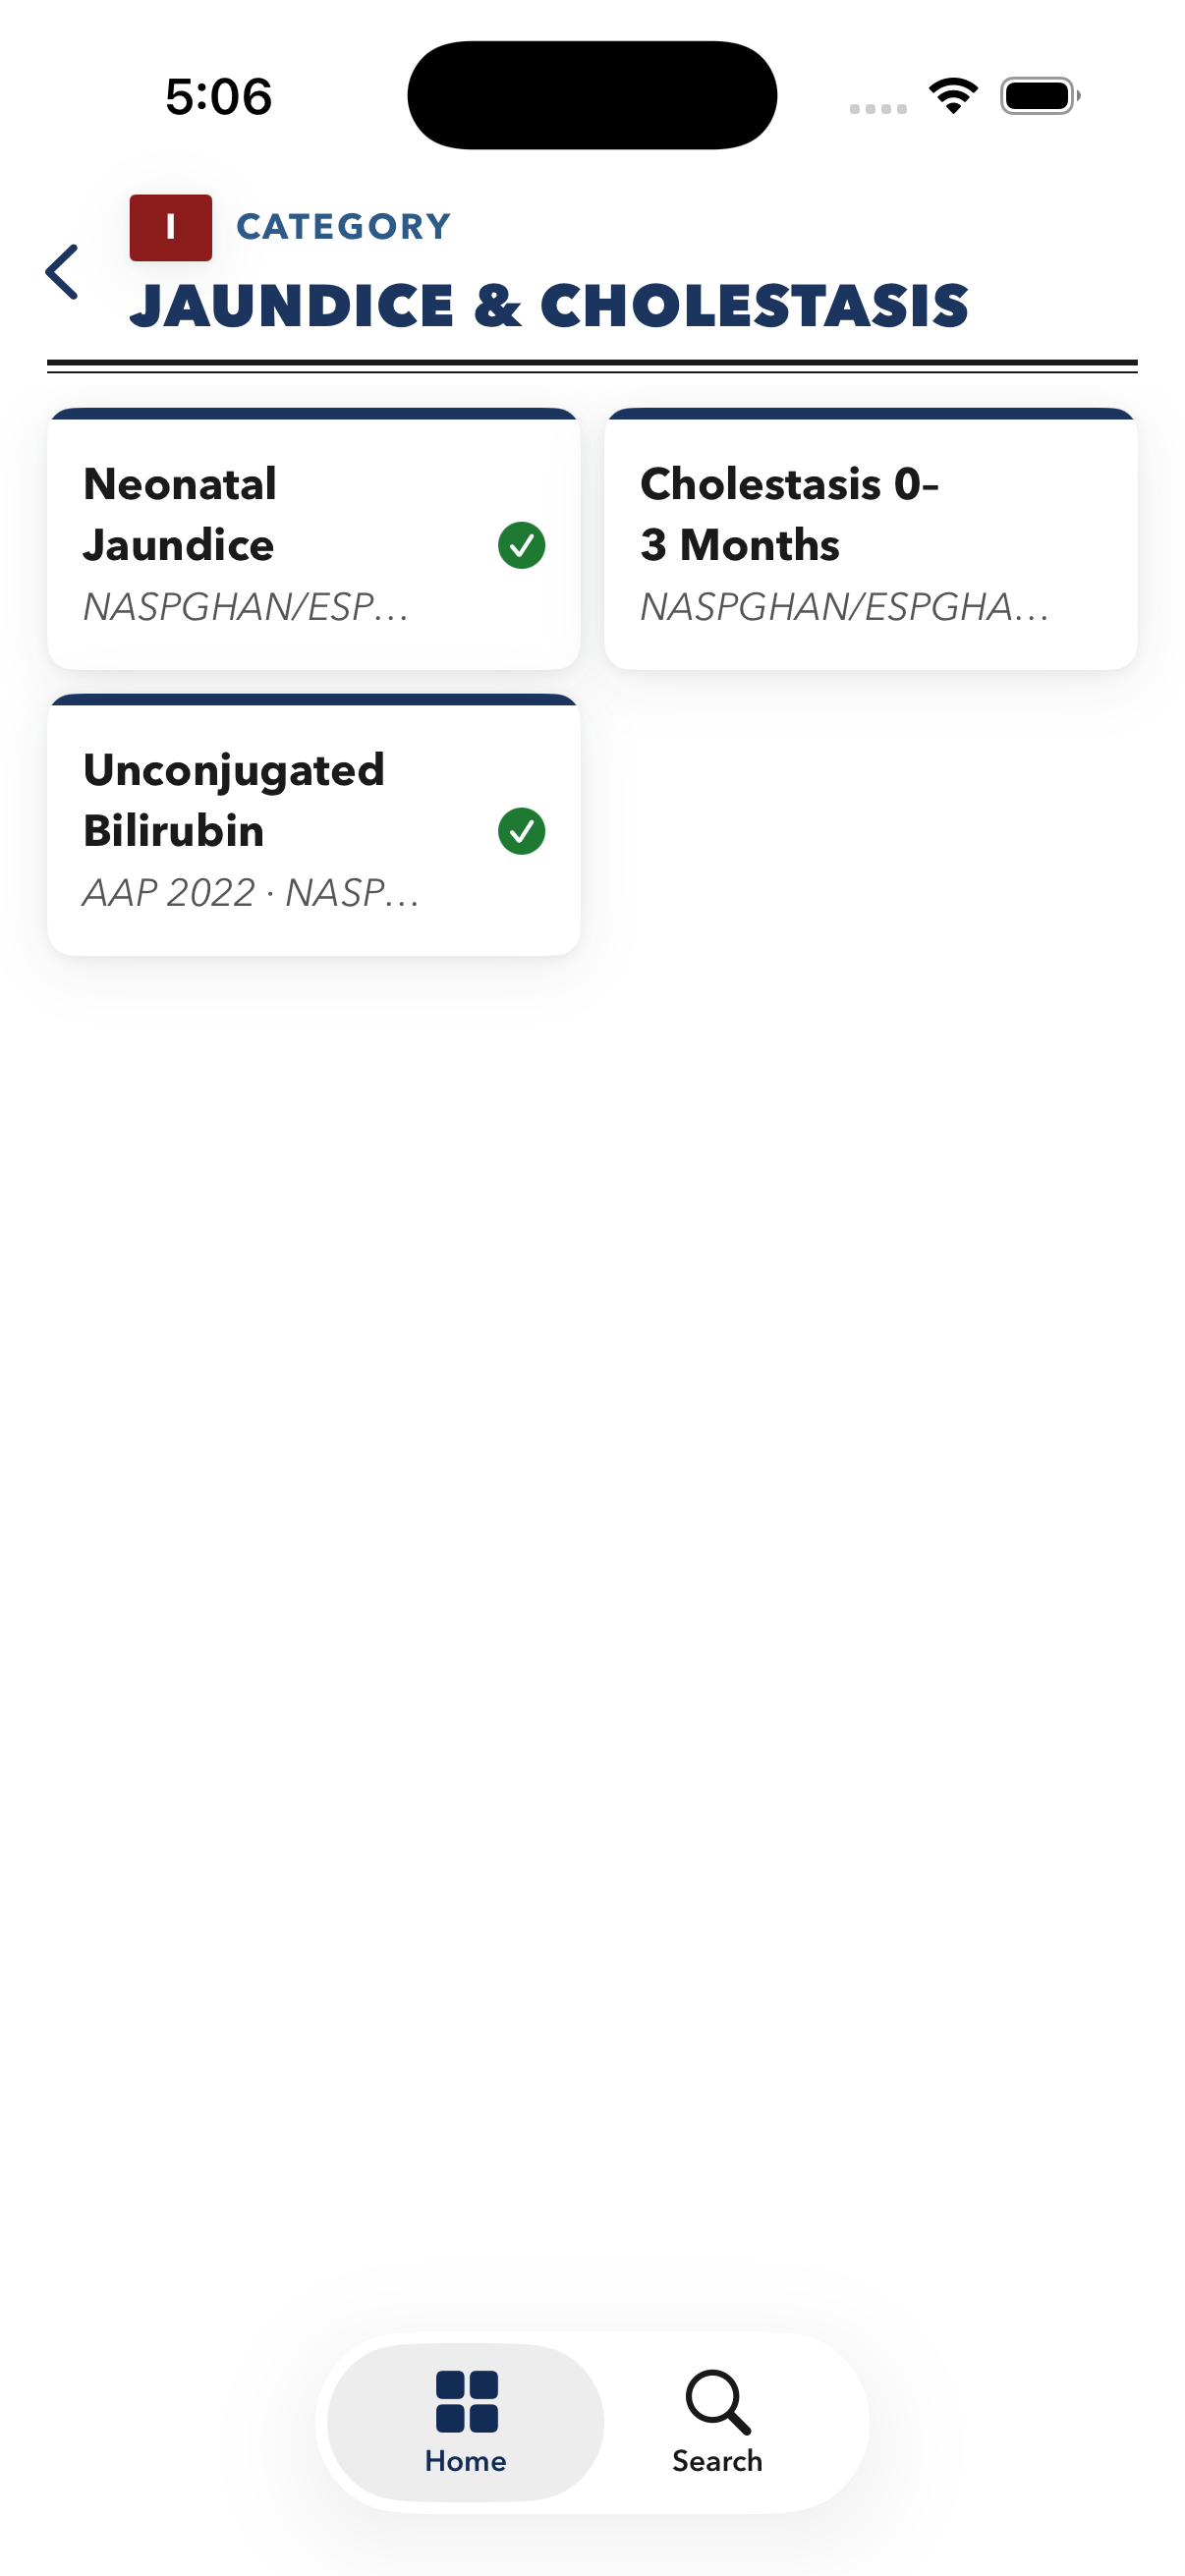 5:06
I CATEGORY
JAUNDICE & CHOLESTASIS
Neonatal
Jaundice
NASPGHAN/ESP...
Cholestasis 0–
3 Months
NASPGHAN/ESPGHA...
Unconjugated
Bilirubin
AAP 2022 · NASP...
Home
Search